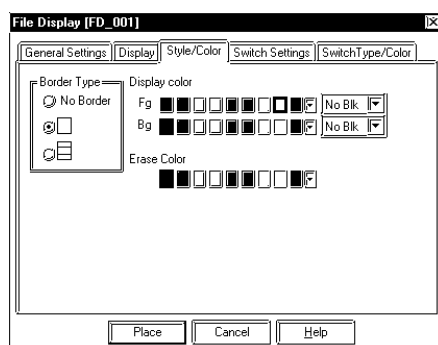 File Display [FD_001]
General Settings Display Style/Color Switch Settings SwitchType/Color
Border Type
No Border
Display color
Fg No Blk
Bg No Blk
Erase Color
Place Cancel Help